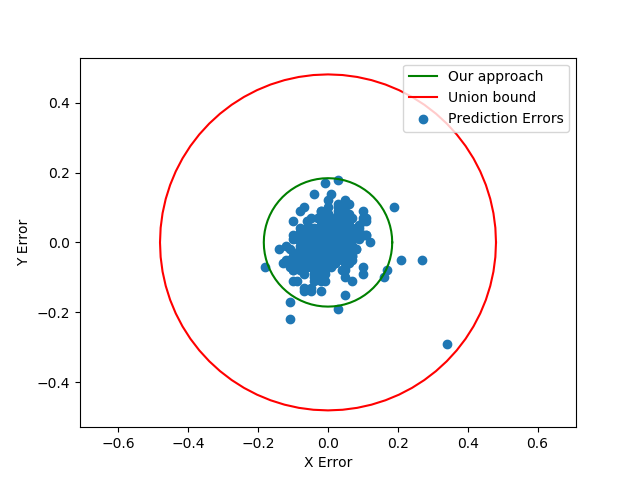 Our approach
Union bound
Prediction Errors
Y Error
0.4
0.2
0.0
−0.2
−0.4
−0.6 −0.4 −0.2 0.0 0.2 0.4 0.6
X Error